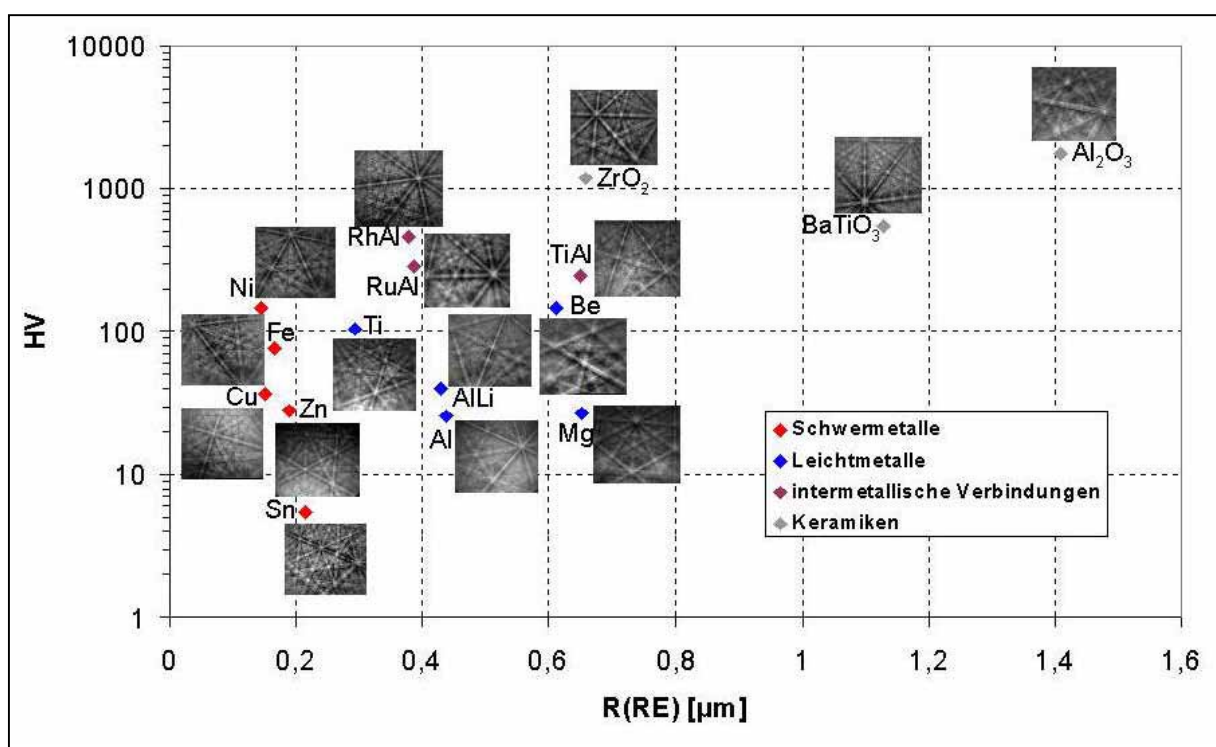 10000
Al₂O₃
1000
ZrO₂
BaTiO₃
RhAl
TiAl
RuAl
Ni
Be
HV
100
Fe
Ti
Cu
Zn
AlLi
Al
Mg
Schwermetalle
Leichtmetalle
10
intermetallische Verbindungen
Sn
Keramiken
1
0 0,2 0,4 0,6 0,8 1 1,2 1,4 1,6
R(RE) [µm]